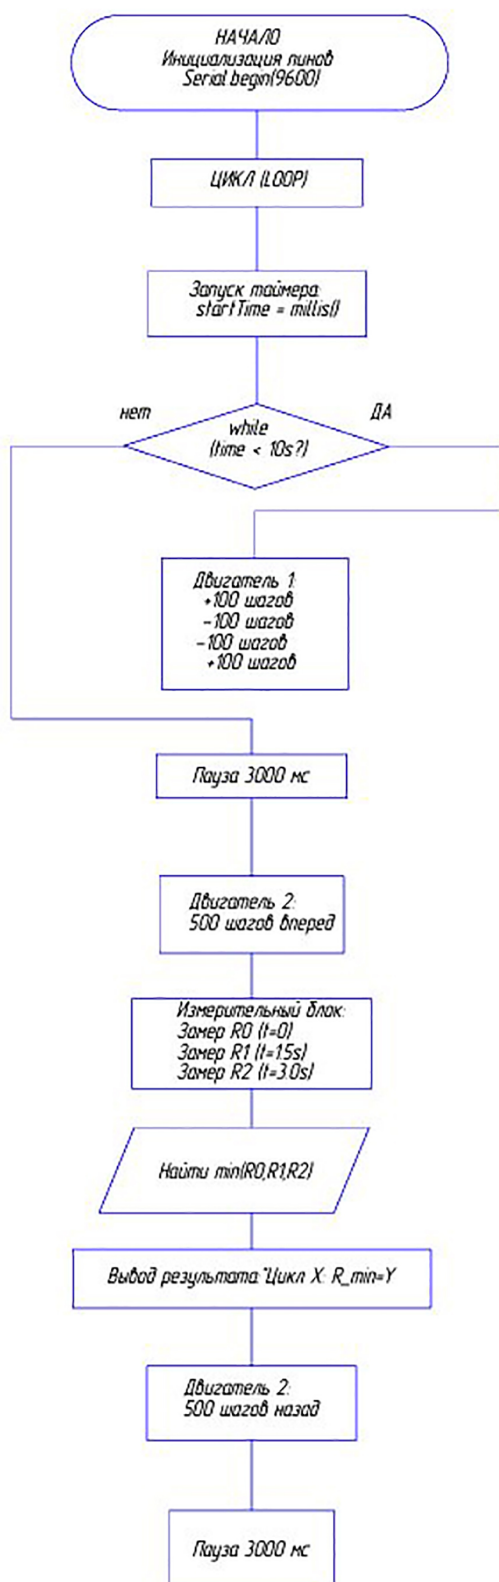 НАЧАЛО
Инициализация пинов
Serial.begin(9600)
ЦИКЛ (LOOP)
Запуск таймера:
startTime = millis()
нет
ДА
while
(time < 10s?)
Двигатель 1:
+100 шагов
-100 шагов
-100 шагов
+100 шагов
Пауза 3000 мс
Двигатель 2:
500 шагов вперед
Измерительный блок:
Замер R0 (t=0)
Замер R1 (t=1.5s)
Замер R2 (t=3.0s)
Найти min(R0,R1,R2)
Вывод результата:"Цикл X: R_min=Y
Двигатель 2:
500 шагов назад
Пауза 3000 мс